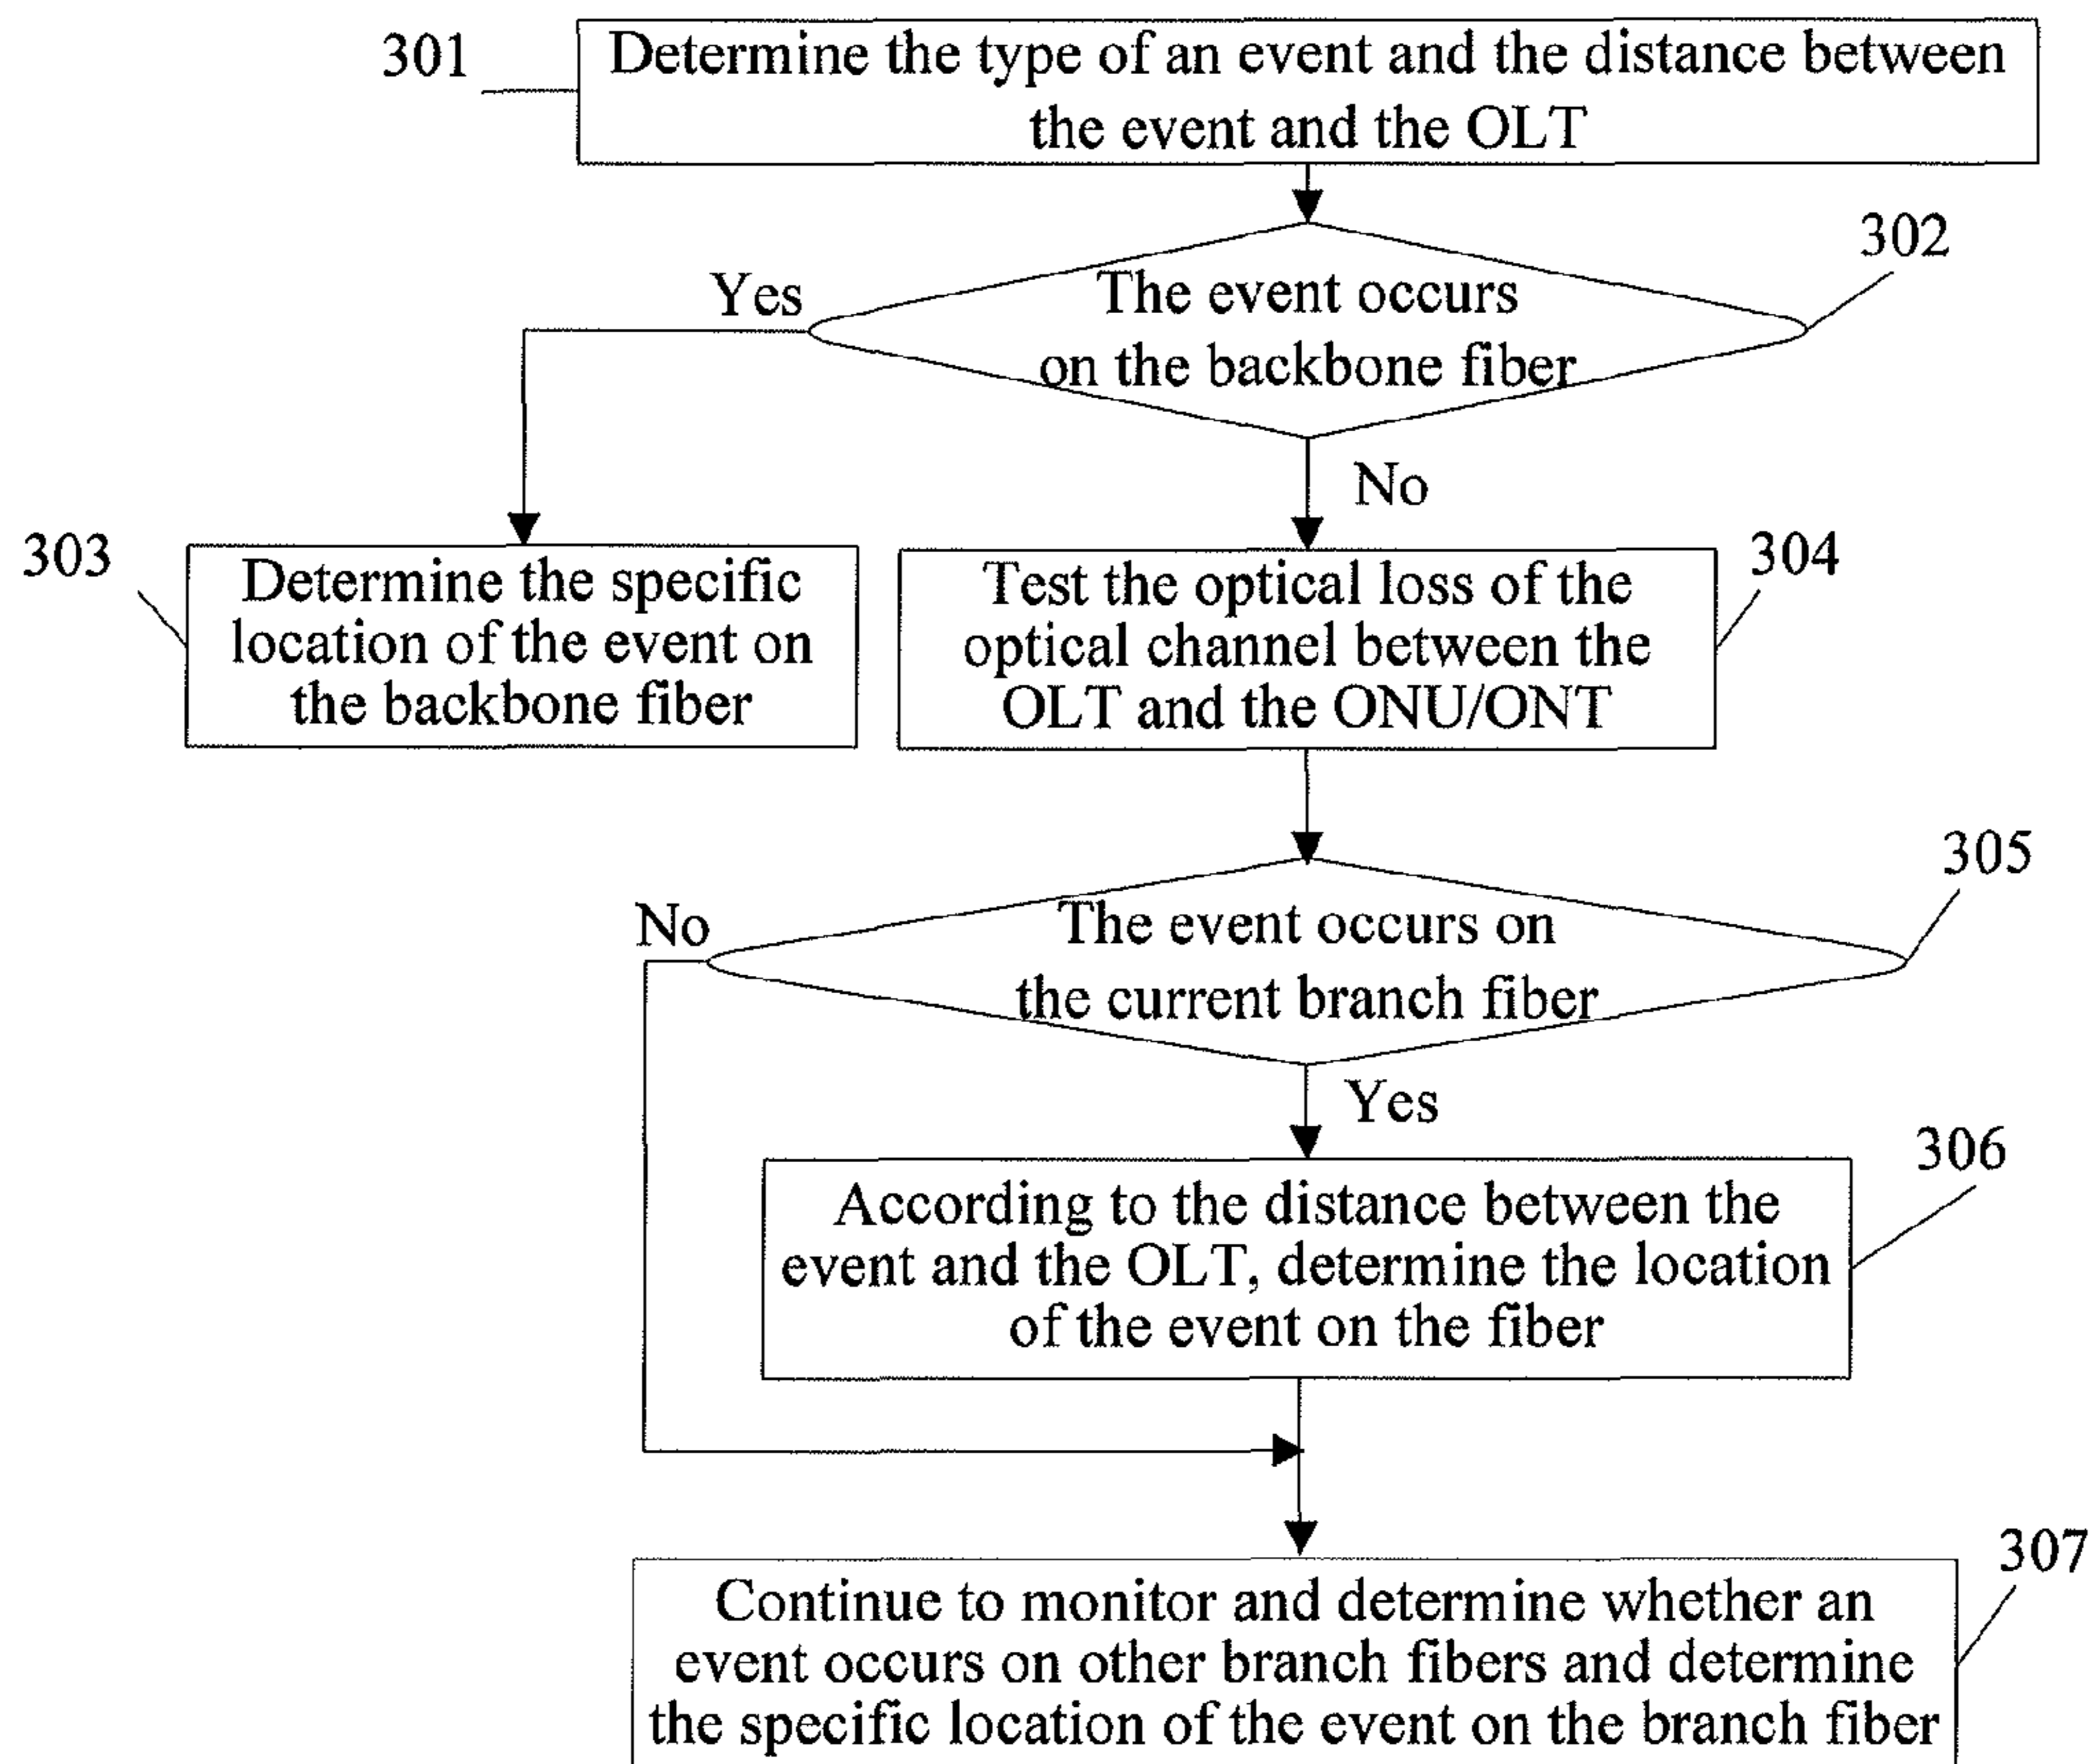 301
Determine the type of an event and the distance between
the event and the OLT
302
Yes
The event occurs
on the backbone fiber
No
303
Determine the specific
location of the event on
the backbone fiber
304
Test the optical loss of the
optical channel between the
OLT and the ONU/ONT
305
No
The event occurs on
the current branch fiber
Yes
306
According to the distance between the
event and the OLT, determine the location
of the event on the fiber
307
Continue to monitor and determine whether an
event occurs on other branch fibers and determine
the specific location of the event on the branch fiber